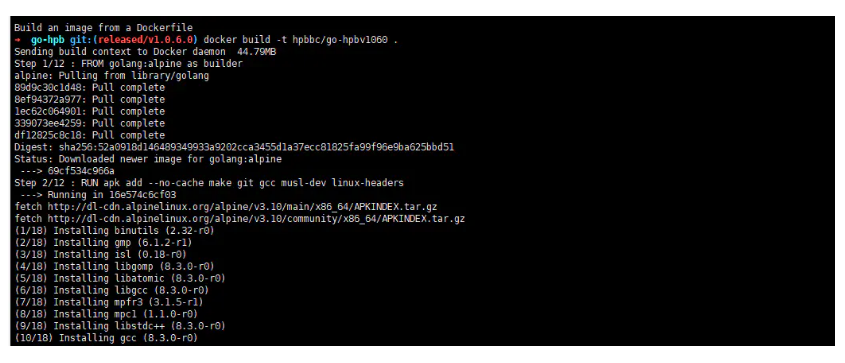 Build an image from a Dockerfile
→ go-hpb git:(released/v1.0.6.0) docker build -t hpbbc/go-hpbv1060 .
Sending build context to Docker daemon 44.79MB
Step 1/12 : FROM golang:alpine as builder
alpine: Pulling from library/golang
89d9c30c1d48: Pull complete
8ef94372a977: Pull complete
1ec62c064901: Pull complete
339073ee4259: Pull complete
df12825c8c18: Pull complete
Digest: sha256:52a0918d146489349933a9202cca3455d1a37ecc81825fa99f96e9ba625bbd51
Status: Downloaded newer image for golang:alpine
---> 69cf534c966a
Step 2/12 : RUN apk add --no-cache make git gcc musl-dev linux-headers
---> Running in 16e574c6cf03
fetch http://dl-cdn.alpinelinux.org/alpine/v3.10/main/x86_64/APKINDEX.tar.gz
fetch http://dl-cdn.alpinelinux.org/alpine/v3.10/community/x86_64/APKINDEX.tar.gz
(1/18) Installing binutils (2.32-r0)
(2/18) Installing gmp (6.1.2-r1)
(3/18) Installing isl (0.18-r0)
(4/18) Installing libgomp (8.3.0-r0)
(5/18) Installing libatomic (8.3.0-r0)
(6/18) Installing libgcc (8.3.0-r0)
(7/18) Installing mpfr3 (3.1.5-r1)
(8/18) Installing mpc1 (1.1.0-r0)
(9/18) Installing libstdc++ (8.3.0-r0)
(10/18) Installing gcc (8.3.0-r0)